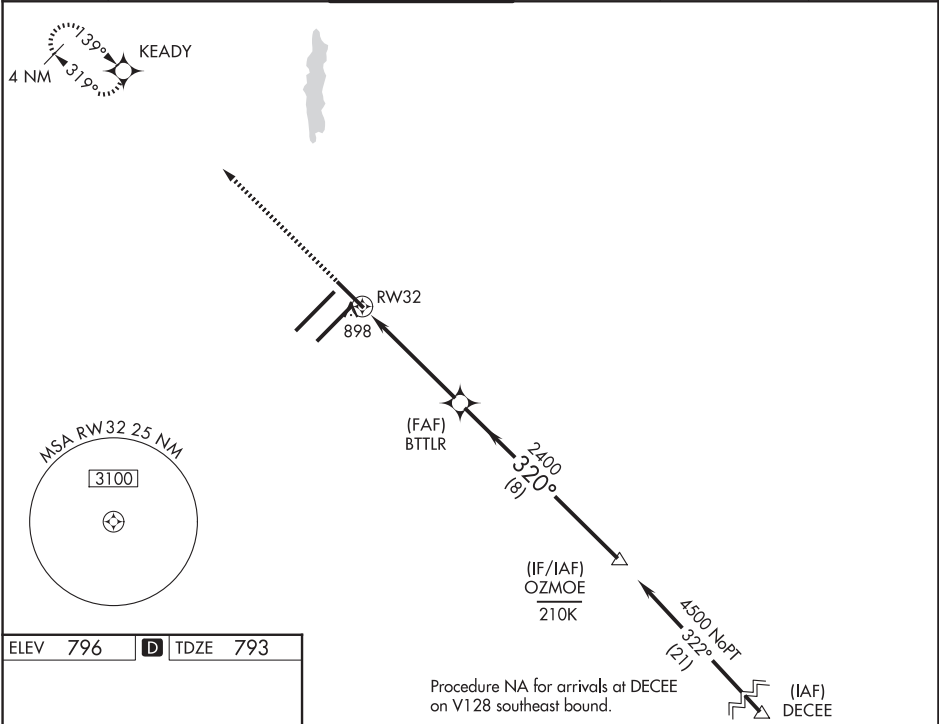 139°
KEADY
4 NM
319°
RW32
898
(FAF)
BTTLR
MSA RW 32 25 NM
3100
2400
320°
(8)
(IF/IAF)
OZMOE
210K
4500 NoPT
322°
(21)
(IAF)
DECEE
Procedure NA for arrivals at DECEE
on V128 southeast bound.
ELEV 796 D TDZE 793